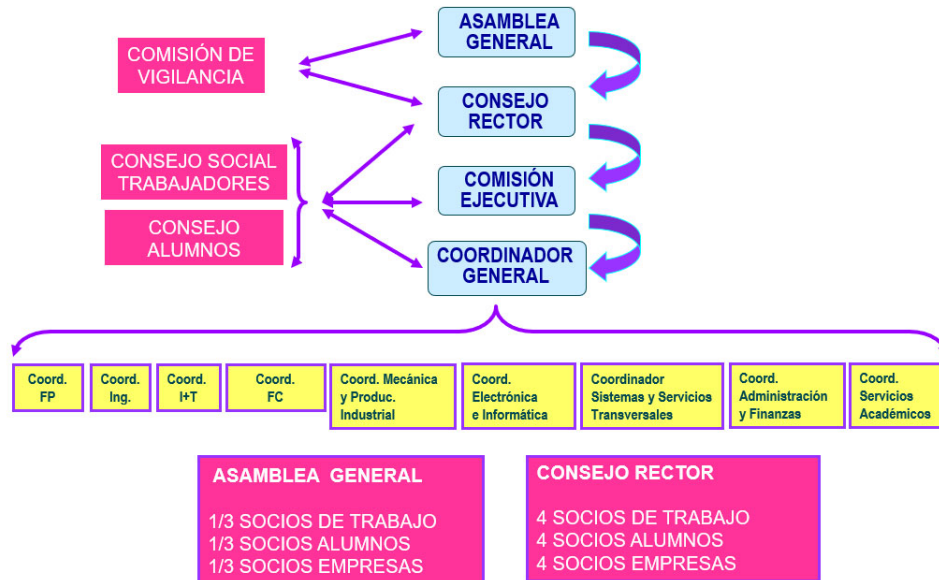 ASAMBLEA
GENERAL
COMISIÓN DE
VIGILANCIA
CONSEJO
RECTOR
CONSEJO SOCIAL
TRABAJADORES
COMISIÓN
EJECUTIVA
CONSEJO
ALUMNOS
COORDINADOR
GENERAL
Coord.
FP
Coord.
Ing.
Coord.
I+T
Coord.
FC
Coord. Mecánica
y Produc.
Industrial
Coord.
Electrónica
e Informática
Coordinador
Sistemas y Servicios
Transversales
Coord.
Administración
y Finanzas
Coord.
Servicios
Académicos
ASAMBLEA GENERAL
1/3 SOCIOS DE TRABAJO
1/3 SOCIOS ALUMNOS
1/3 SOCIOS EMPRESAS
CONSEJO RECTOR
4 SOCIOS DE TRABAJO
4 SOCIOS ALUMNOS
4 SOCIOS EMPRESAS